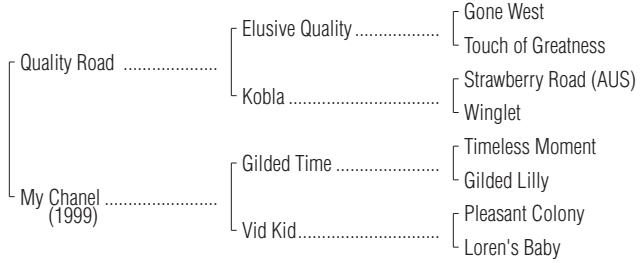 Gone West
Elusive Quality ...................
Touch of Greatness
Quality Road .....................
Strawberry Road (AUS)
Kobla ..................................
Winglet
Timeless Moment
Gilded Time .......................
Gilded Lilly
My Chanel .........................
(1999)
Pleasant Colony
Vid Kid................................
Loren's Baby